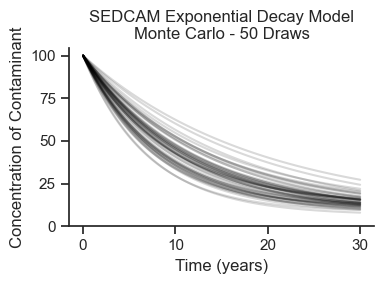 SEDCAM Exponential Decay Model
Monte Carlo - 50 Draws
Concentration of Contaminant
100
75
50
25
0
0
10
20
30
Time (years)